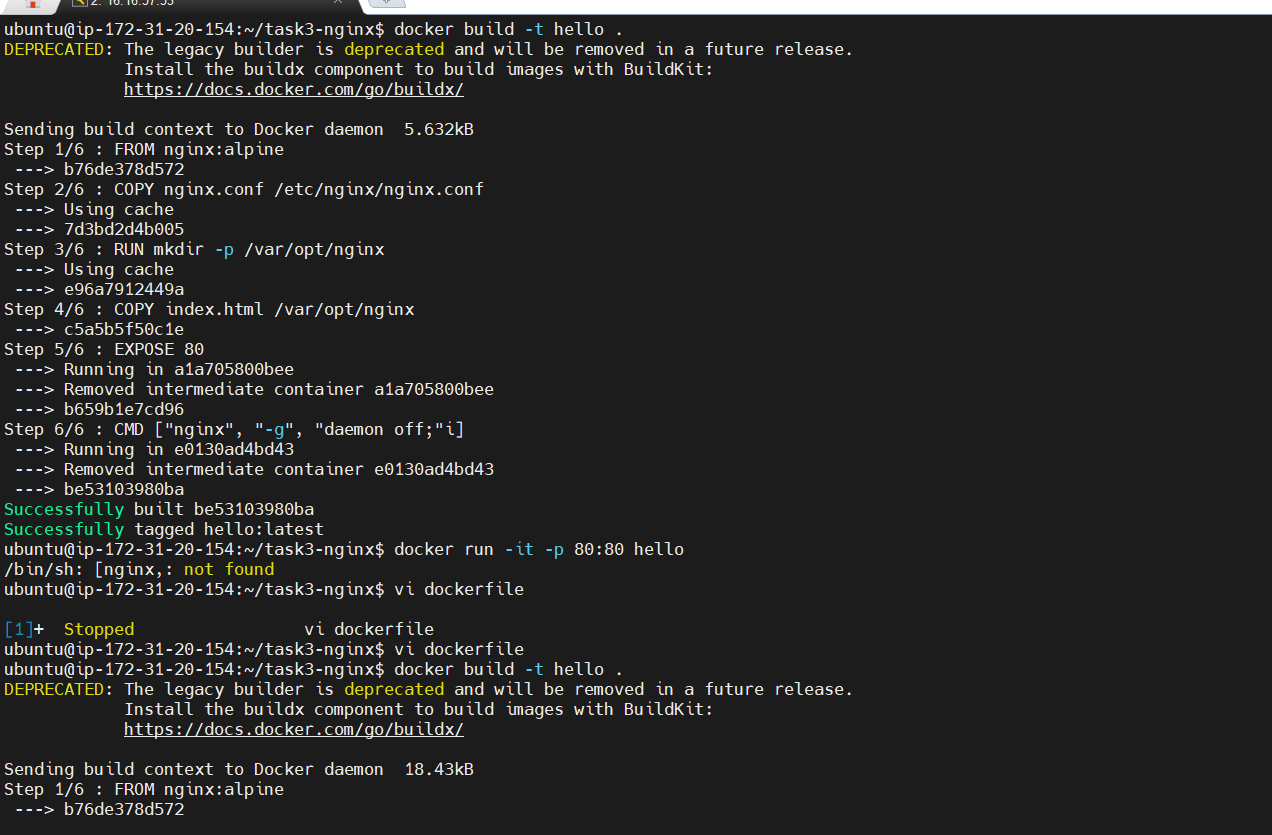 2. 16.16.57.55
ubuntu@ip-172-31-20-154:~/task3-nginx$ docker build -t hello .
DEPRECATED: The legacy builder is deprecated and will be removed in a future release.
            Install the buildx component to build images with BuildKit:
            https://docs.docker.com/go/buildx/

Sending build context to Docker daemon  5.632kB
Step 1/6 : FROM nginx:alpine
 ---> b76de378d572
Step 2/6 : COPY nginx.conf /etc/nginx/nginx.conf
 ---> Using cache
 ---> 7d3bd2d4b005
Step 3/6 : RUN mkdir -p /var/opt/nginx
 ---> Using cache
 ---> e96a7912449a
Step 4/6 : COPY index.html /var/opt/nginx
 ---> c5a5b5f50c1e
Step 5/6 : EXPOSE 80
 ---> Running in a1a705800bee
 ---> Removed intermediate container a1a705800bee
 ---> b659b1e7cd96
Step 6/6 : CMD ["nginx", "-g", "daemon off;"i]
 ---> Running in e0130ad4bd43
 ---> Removed intermediate container e0130ad4bd43
 ---> be53103980ba
Successfully built be53103980ba
Successfully tagged hello:latest
ubuntu@ip-172-31-20-154:~/task3-nginx$ docker run -it -p 80:80 hello
/bin/sh: [nginx,: not found
ubuntu@ip-172-31-20-154:~/task3-nginx$ vi dockerfile

[1]+  Stopped                 vi dockerfile
ubuntu@ip-172-31-20-154:~/task3-nginx$ vi dockerfile
ubuntu@ip-172-31-20-154:~/task3-nginx$ docker build -t hello .
DEPRECATED: The legacy builder is deprecated and will be removed in a future release.
            Install the buildx component to build images with BuildKit:
            https://docs.docker.com/go/buildx/

Sending build context to Docker daemon  18.43kB
Step 1/6 : FROM nginx:alpine
 ---> b76de378d572